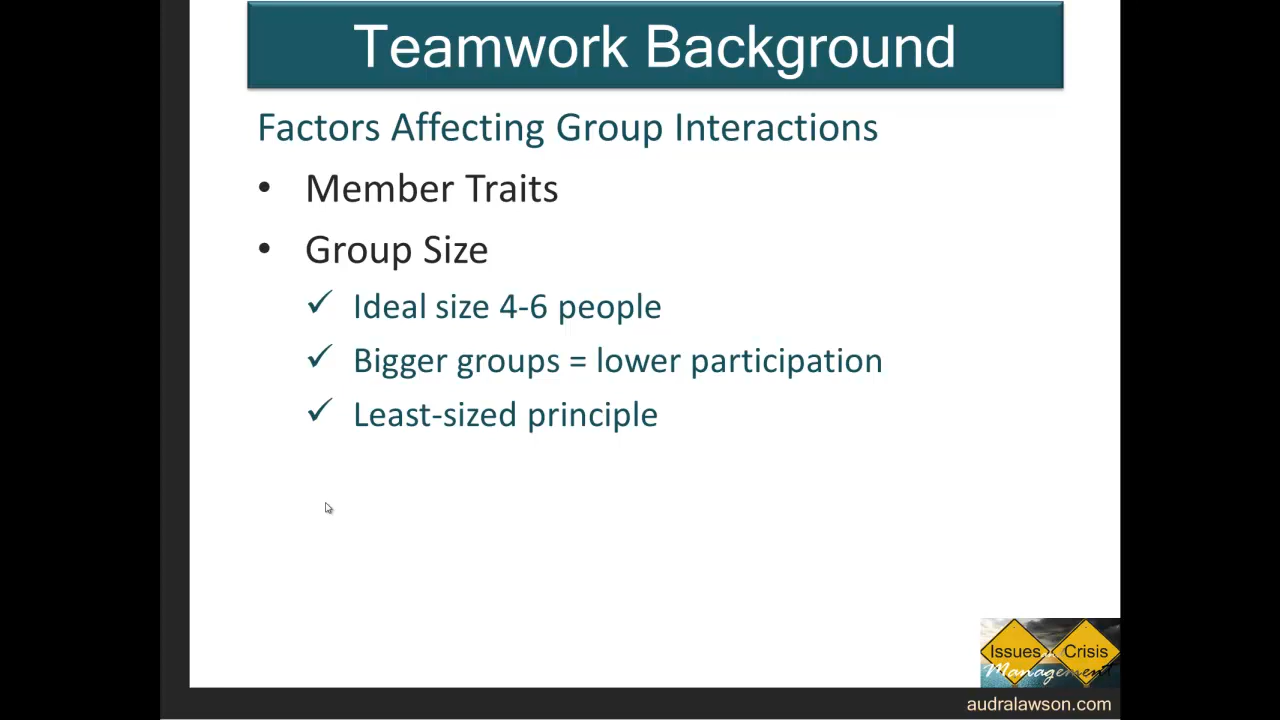 Teamwork Background
Factors Affecting Group Interactions
• Member Traits
• Group Size
✓ Ideal size 4-6 people
✓ Bigger groups = lower participation
✓ Least-sized principle
Issues Crisis
Management
audralawson.com